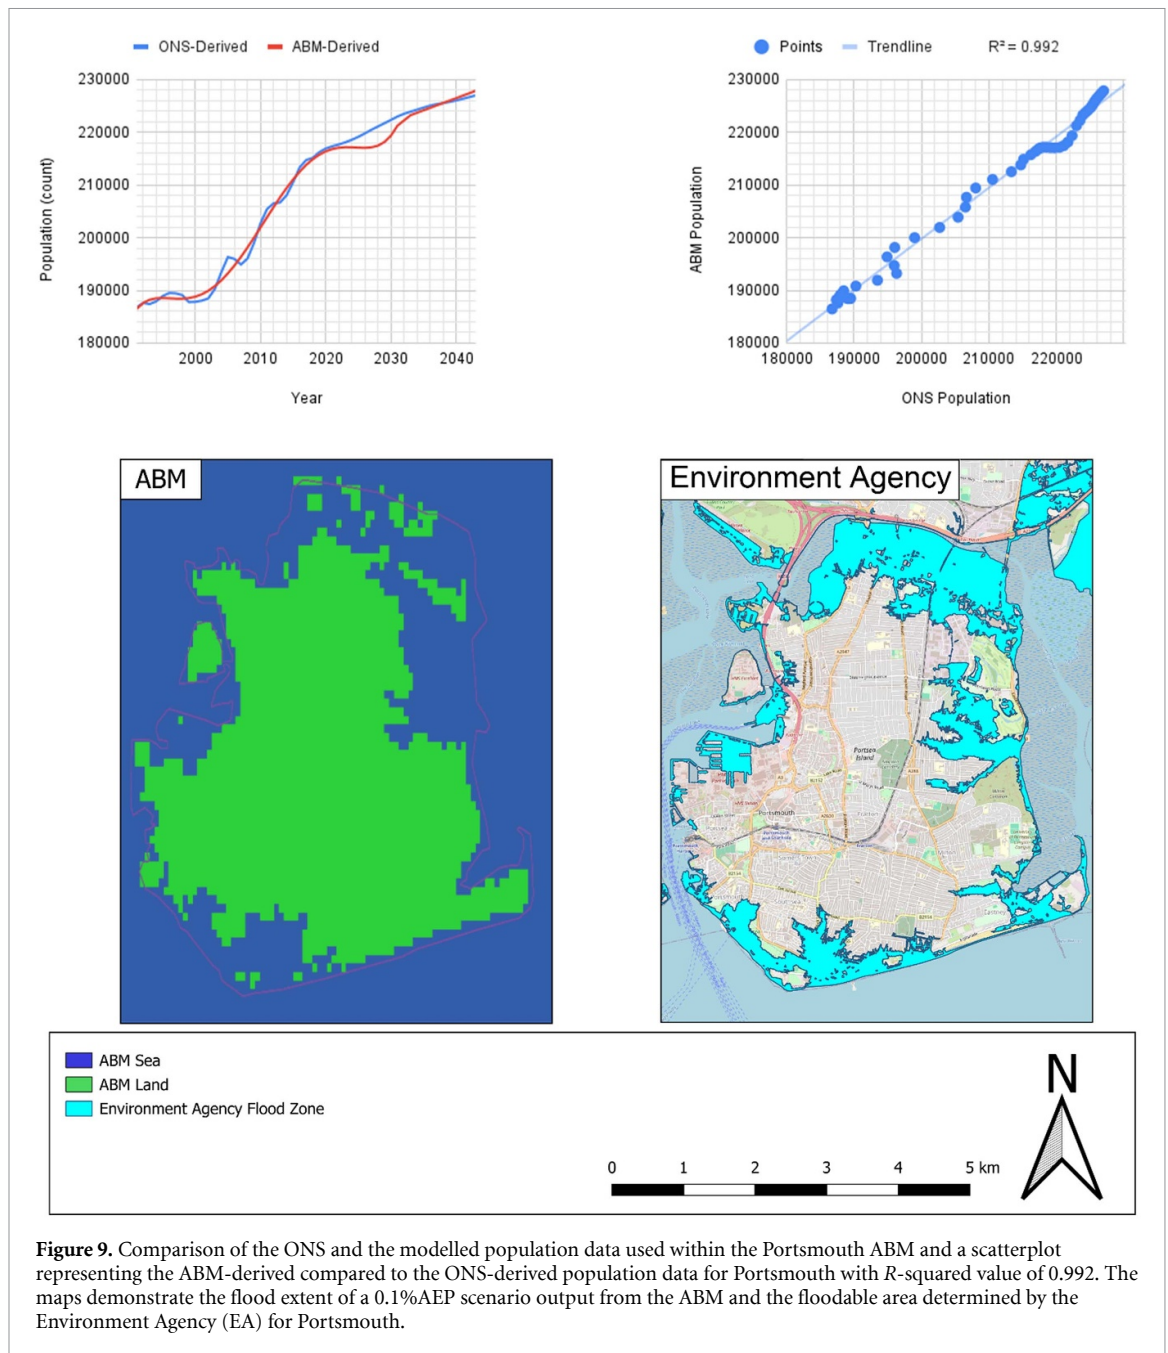 ONS-Derived ABM-Derived
230000
220000
210000
200000
190000
180000
Population (count)
2000 2010 2020 2030 2040
Year
Points Trendline R² = 0.992
230000
220000
210000
200000
190000
180000
ABM Population
180000 190000 200000 210000 220000
ONS Population
ABM
Environment Agency
Portsea
Island
Portsmouth
Fratton
ABM Sea
ABM Land
Environment Agency Flood Zone
N
0 1 2 3 4 5 km
Figure 9. Comparison of the ONS and the modelled population data used within the Portsmouth ABM and a scatterplot
representing the ABM-derived compared to the ONS-derived population data for Portsmouth with R-squared value of 0.992. The
maps demonstrate the flood extent of a 0.1%AEP scenario output from the ABM and the floodable area determined by the
Environment Agency (EA) for Portsmouth.